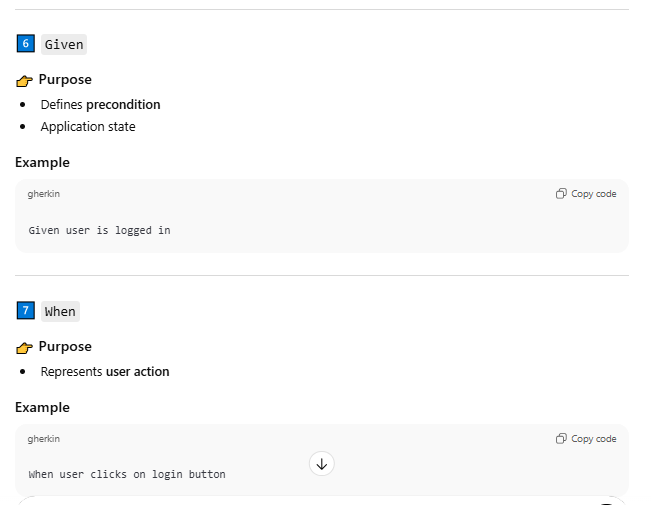 6 Given
👉 Purpose
• Defines precondition
• Application state
Example
gherkin Copy code
Given user is logged in
7 When
👉 Purpose
• Represents user action
Example
gherkin Copy code
When user clicks on login button